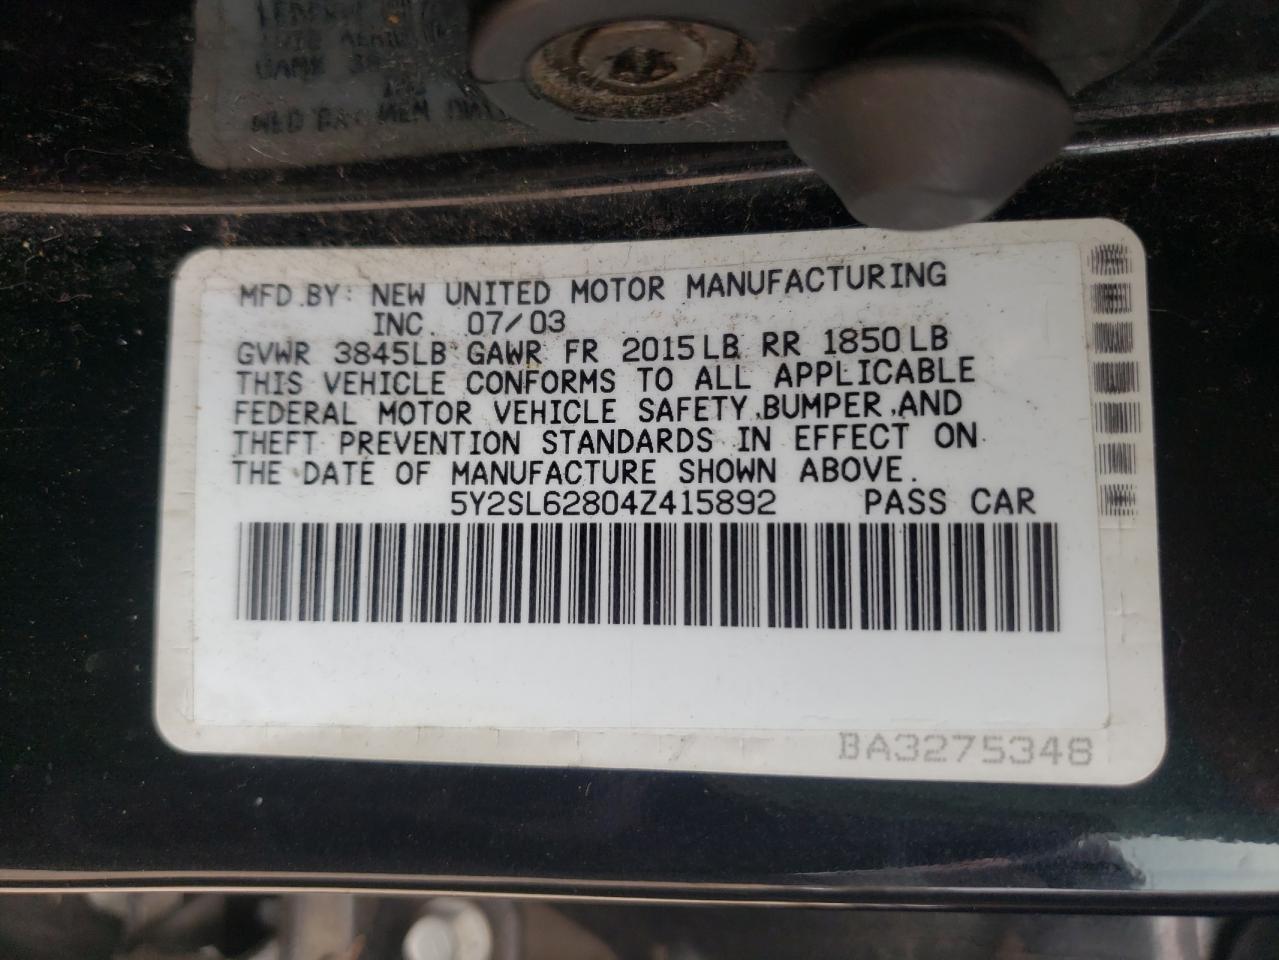 MFD.BY: NEW UNITED MOTOR MANUFACTURING
INC. 07/03
GVWR 3845LB GAWR FR 2015LB RR 1850LB
THIS VEHICLE CONFORMS TO ALL APPLICABLE
FEDERAL MOTOR VEHICLE SAFETY,BUMPER,AND
THEFT PREVENTION STANDARDS IN EFFECT ON
THE DATE OF MANUFACTURE SHOWN ABOVE.
5Y2SL62804Z415892 PASS CAR
BA3275348